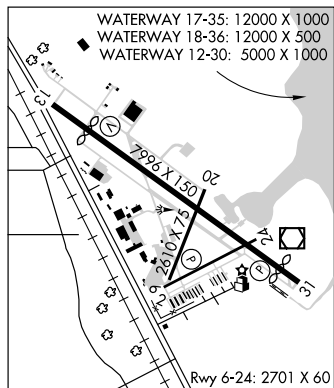 WATERWAY 17-35: 12000 X 1000
WATERWAY 18-36: 12000 X 500
WATERWAY 12-30: 5000 X 1000
13
V
7996 X 150
20
2610 X 75
24
P
P
6
2
31
Rwy 6-24: 2701 X 60